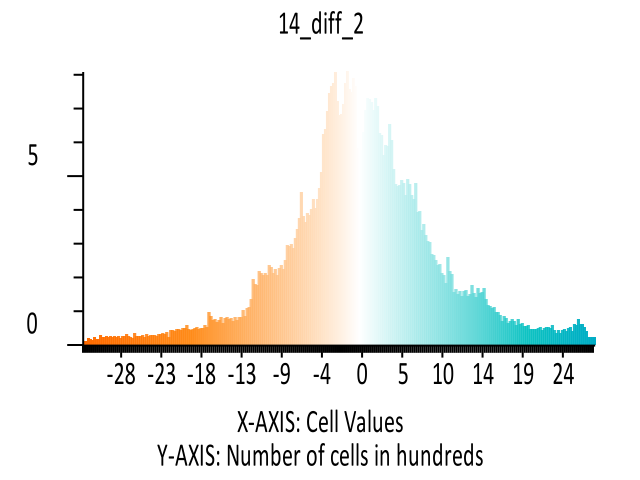 14_diff_2
5
0
-28 -23 -18 -13 -9 -4 0 5 10 14 19 24
X-AXIS: Cell Values
Y-AXIS: Number of cells in hundreds